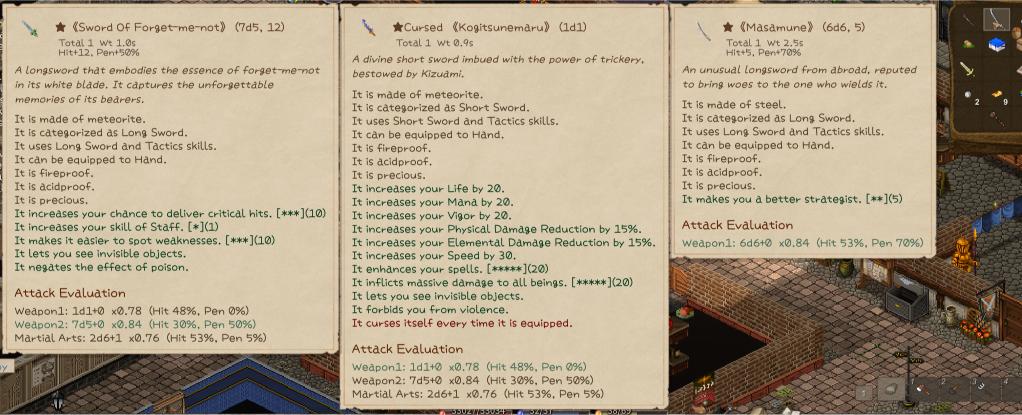 ★《Sword Of Forget-me-not》 (7d5, 12)
Total 1 Wt 1.0s
Hit+12, Pen+50%
A longsword that embodies the essence of forget-me-not
in its white blade. It captures the unforgettable
memories of its bearers.
It is made of meteorite.
It is categorized as Long Sword.
It uses Long Sword and Tactics skills.
It can be equipped to Hand.
It is fireproof.
It is acidproof.
It is precious.
It increases your chance to deliver critical hits. [***](10)
It increases your skill of Staff. [*](1)
It makes it easier to spot weaknesses. [***](10)
It lets you see invisible objects.
It negates the effect of poison.
Attack Evaluation
Weapon1: 1d1+0 x0.78 (Hit 48%, Pen 0%)
Weapon2: 7d5+0 x0.84 (Hit 30%, Pen 50%)
Martial Arts: 2d6+1 x0.76 (Hit 53%, Pen 5%)
★Cursed 《Kogitsunemaru》 (1d1)
Total 1 Wt 0.9s
A divine short sword imbued with the power of trickery,
bestowed by Kizuami.
It is made of meteorite.
It is categorized as Short Sword.
It uses Short Sword and Tactics skills.
It can be equipped to Hand.
It is fireproof.
It is acidproof.
It is precious.
It increases your Life by 20.
It increases your Mana by 20.
It increases your Vigor by 20.
It increases your Physical Damage Reduction by 15%.
It increases your Elemental Damage Reduction by 15%.
It increases your Speed by 30.
It enhances your spells. [*****](20)
It inflicts massive damage to all beings. [*****](20)
It lets you see invisible objects.
It forbids you from violence.
It curses itself every time it is equipped.
Attack Evaluation
Weapon1: 1d1+0 x0.78 (Hit 48%, Pen 0%)
Weapon2: 7d5+0 x0.84 (Hit 30%, Pen 50%)
Martial Arts: 2d6+1 x0.76 (Hit 53%, Pen 5%)
★《Masamune》 (6d6, 5)
Total 1 Wt 2.5s
Hit+5, Pen+70%
An unusual longsword from abroad, reputed
to bring woes to the one who wields it.
It is made of steel.
It is categorized as Long Sword.
It uses Long Sword and Tactics skills.
It can be equipped to Hand.
It is fireproof.
It is acidproof.
It is precious.
It makes you a better strategist. [**](5)
Attack Evaluation
Weapon1: 6d6+0 x0.84 (Hit 53%, Pen 70%)
2
9
1
2
3
4